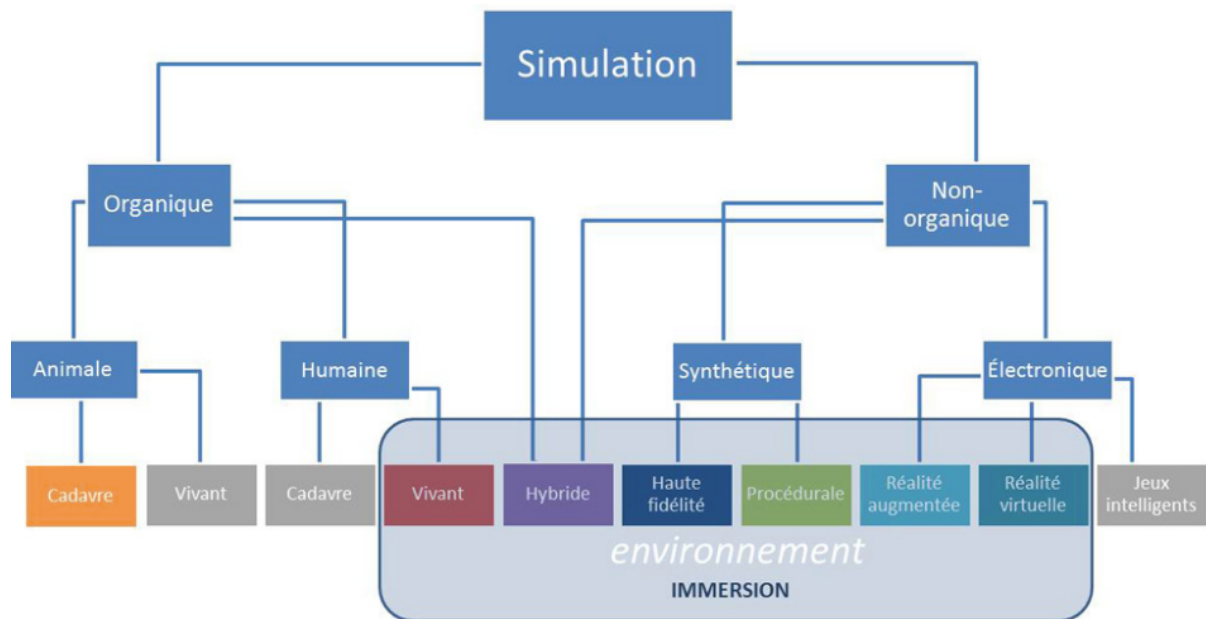 Simulation
Organique
Non-
organique
Animale
Humaine
Synthétique
Électronique
Cadavre
Vivant
Cadavre
Vivant
Hybride
Haute
fidélité
Procédurale
Réalité
augmentée
Réalité
virtuelle
Jeux
intelligents
environnement
IMMERSION